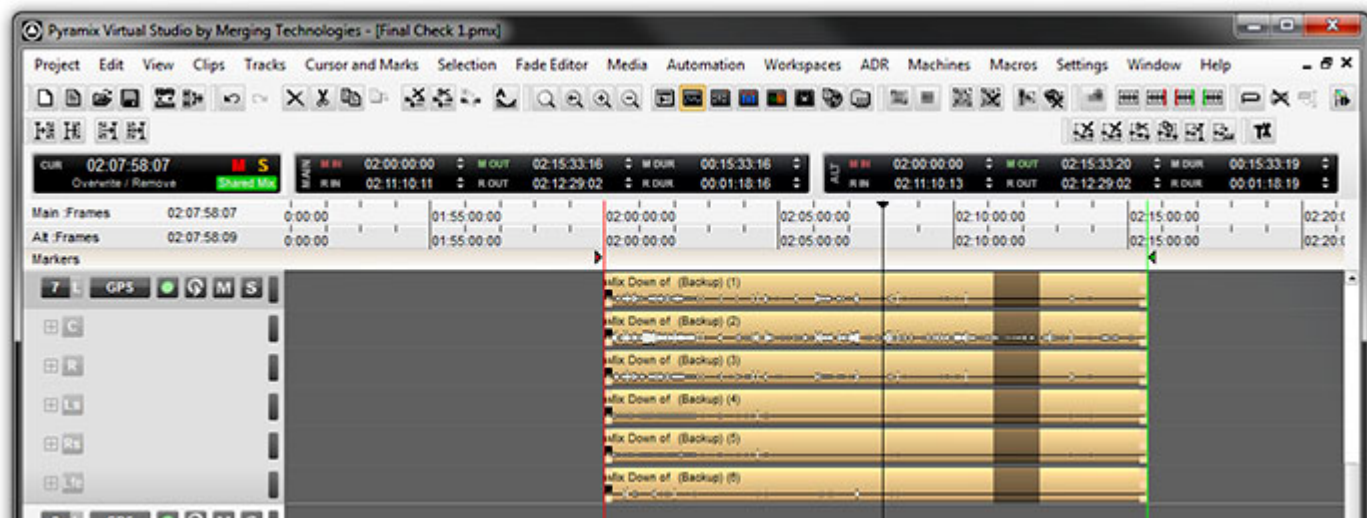 Pyramix Virtual Studio by Merging Technologies - [Final Check 1.pmx]
Project Edit View Clips Tracks Cursor and Marks Selection Fade Editor Media Automation Workspaces ADR Machines Macros Settings Window Help
CUR 02:07:58:07 M S MAIN M IN 02:00:00:00 M OUT 02:15:33:16 M DUR 00:15:33:16 ALT M IN 02:00:00:00 M OUT 02:15:33:20 M DUR 00:15:33:19
Overwrite / Remove Shared Mix R IN 02:11:10:11 R OUT 02:12:29:02 R DUR 00:01:18:16 R IN 02:11:10:13 R OUT 02:12:29:02 R DUR 00:01:18:19
Main :Frames 02:07:58:07 0:00:00 01:55:00:00 02:00:00:00 02:05:00:00 02:10:00:00 02:15:00:00 02:20:0
Alt :Frames 02:07:58:09 0:00:00 01:55:00:00 02:00:00:00 02:05:00:00 02:10:00:00 02:15:00:00 02:20:0
Markers
7 L GPS M S Mix Down of (Backup) (1)
C Mix Down of (Backup) (2)
R Mix Down of (Backup) (3)
Ls Mix Down of (Backup) (4)
Rs Mix Down of (Backup) (5)
Lfe Mix Down of (Backup) (6)